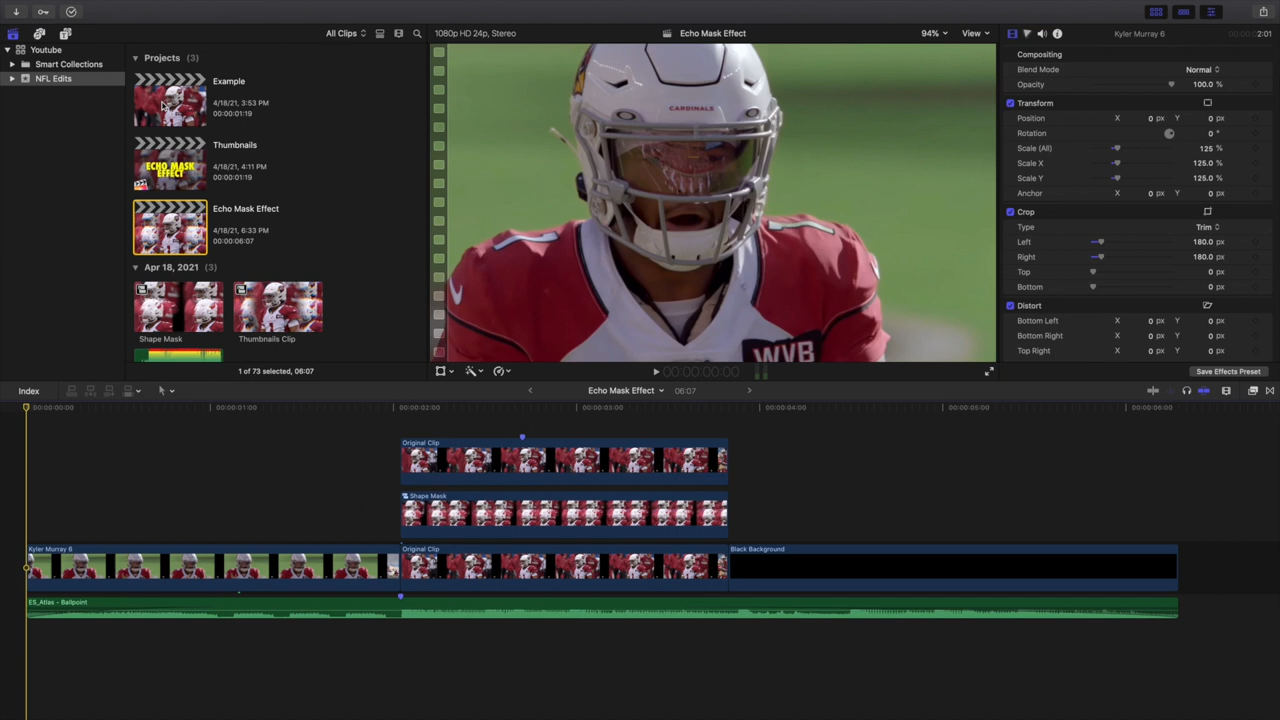 All Clips
1080p HD 24p, Stereo
Echo Mask Effect
94%
View
Kyler Murray 6
2:01
Youtube
Smart Collections
NFL Edits
Projects (3)
Example
4/18/21, 3:53 PM
00:00:01:19
Thumbnails
4/18/21, 4:11 PM
00:00:01:19
ECHO MASK
EFFECT
Echo Mask Effect
4/18/21, 6:33 PM
00:00:06:07
Apr 18, 2021 (3)
Shape Mask
Thumbnails Clip
1 of 73 selected, 06:07
CARDINALS
WVB
00:00:00:00
Compositing
Blend Mode Normal
Opacity 100.0 %
Transform
Position X 0 px Y 0 px
Rotation 0 °
Scale (All) 125 %
Scale X 125.0 %
Scale Y 125.0 %
Anchor X 0 px Y 0 px
Crop
Type Trim
Left 180.0 px
Right 180.0 px
Top 0 px
Bottom 0 px
Distort
Bottom Left X 0 px Y 0 px
Bottom Right X 0 px Y 0 px
Top Right X 0 px Y 0 px
Save Effects Preset
Index
Echo Mask Effect
06:07
00:00:00:00 00:00:01:00 00:00:02:00 00:00:03:00 00:00:04:00 00:00:05:00 00:00:06:00
Original Clip
Shape Mask
Kyler Murray 6
Original Clip
Black Background
ES_Atlas - Ballpoint